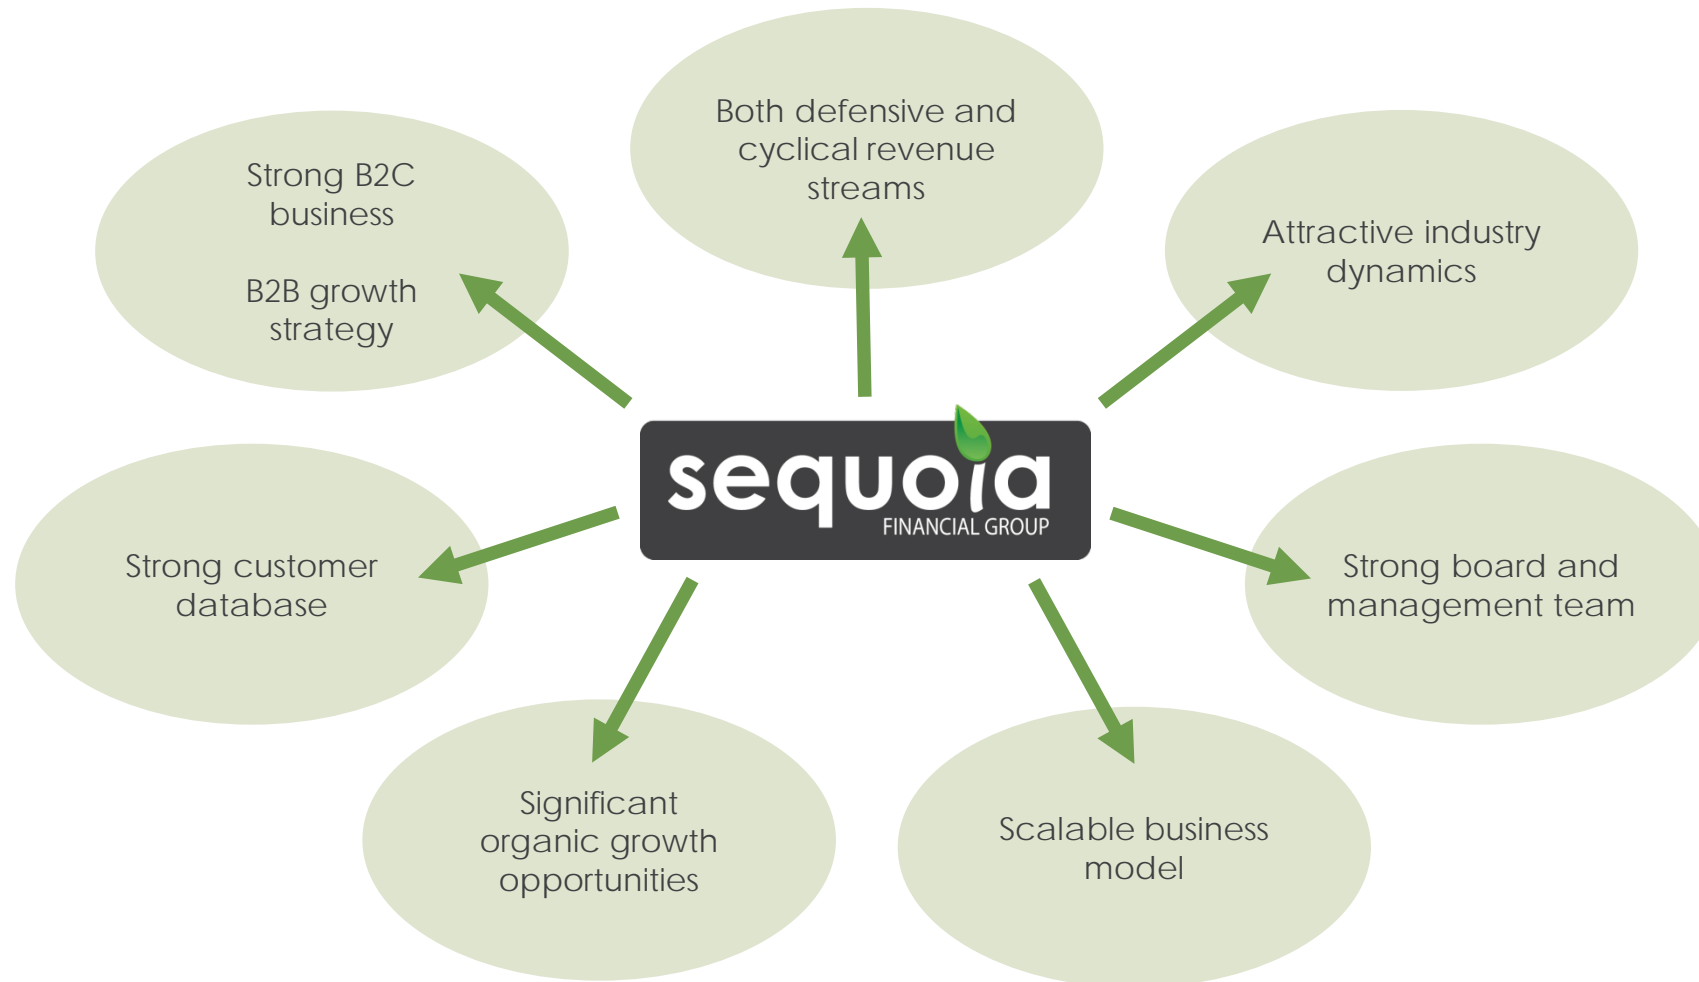 Both defensive and
cyclical revenue
streams
Strong B2C
business
B2B growth
strategy
Attractive industry
dynamics
sequoia
FINANCIAL GROUP
Strong customer
database
Strong board and
management team
Significant
organic growth
opportunities
Scalable business
model